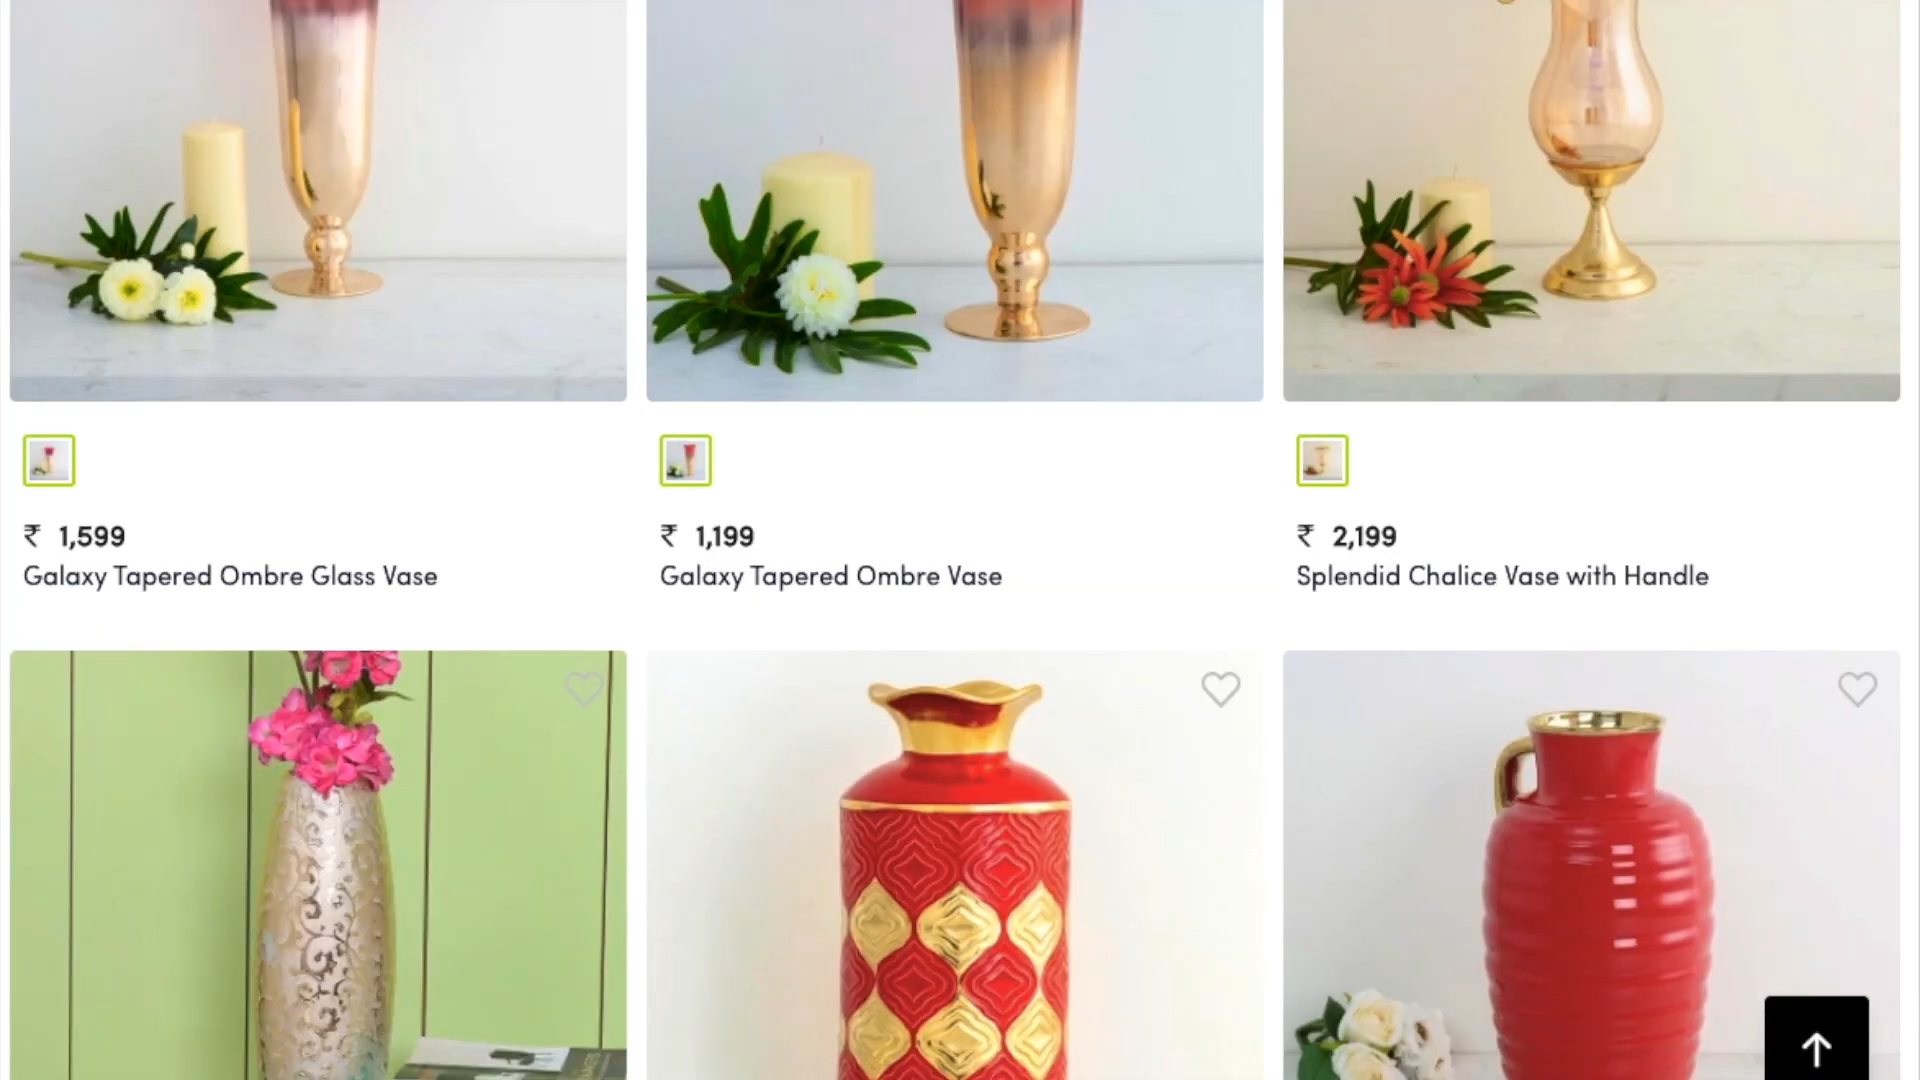 ₹ 1,599
Galaxy Tapered Ombre Glass Vase
₹ 1,199
Galaxy Tapered Ombre Vase
₹ 2,199
Splendid Chalice Vase with Handle